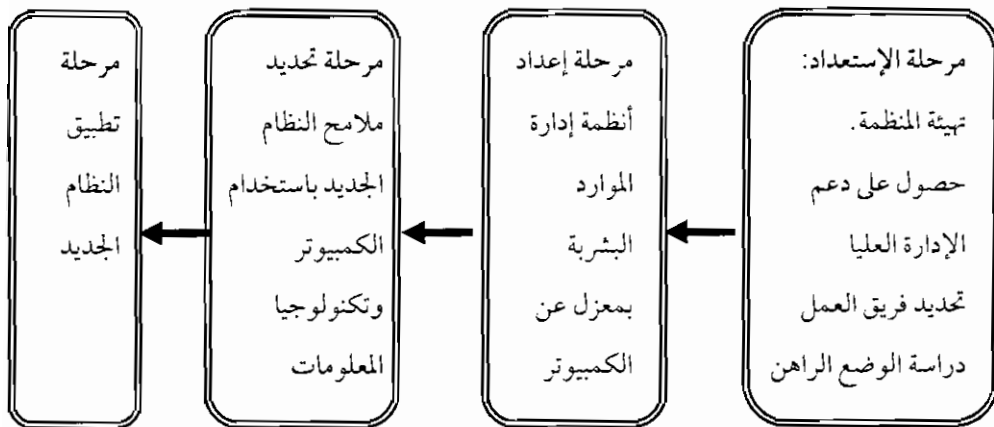 مرحلة الإستعداد:
تهيئة المنظمة.
حصول على دعم
الإدارة العليا
تحديد فريق العمل
دراسة الوضع الراهن
مرحلة إعداد
أنظمة إدارة
الموارد
البشربة
بمعزل عن
الكمبيوتر
مرحلة تحديد
ملامح النظام
الجديد باستخدام
الكمبيوتر
وتكنولوجيا
المعلومات
مرحلة
تطبيق
النظام
الجديد